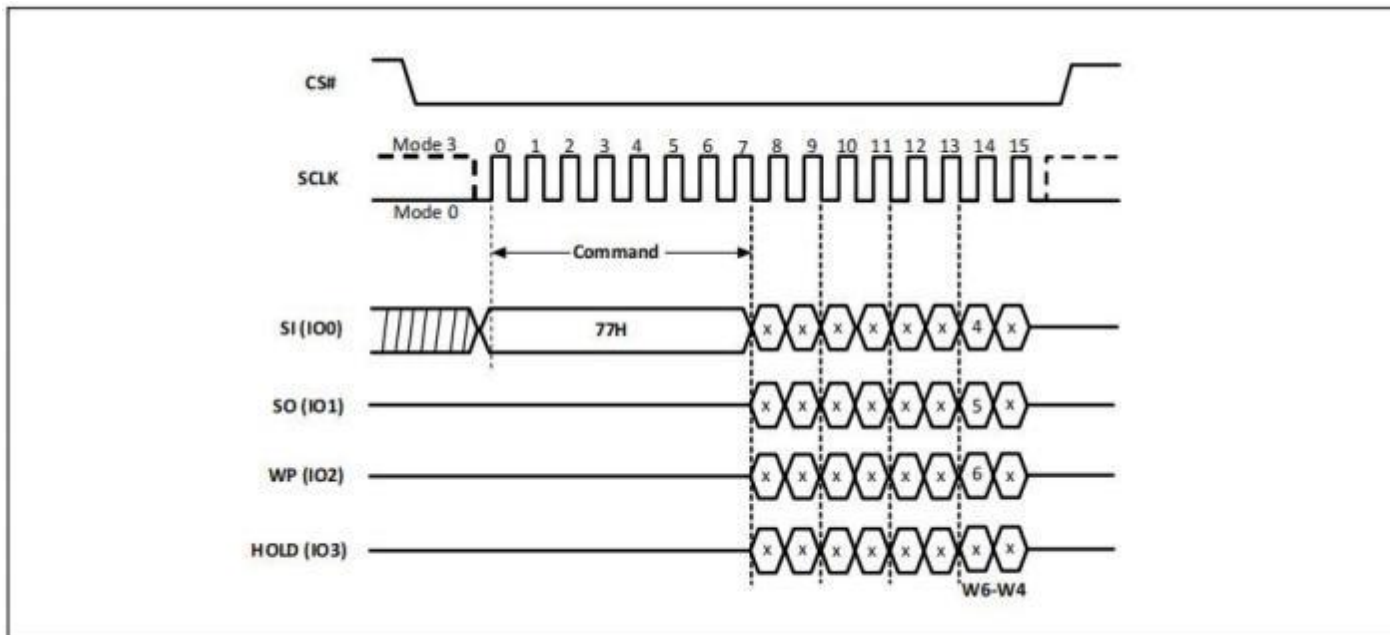 CS#
Mode 3 0 1 2 3 4 5 6 7 8 9 10 11 12 13 14 15
SCLK
Mode 0
Command
SI (IO0) 77H x x x x x x 4 x
SO (IO1) x x x x x x 5 x
WP (IO2) x x x x x x 6 x
HOLD (IO3) x x x x x x x x
W6-W4